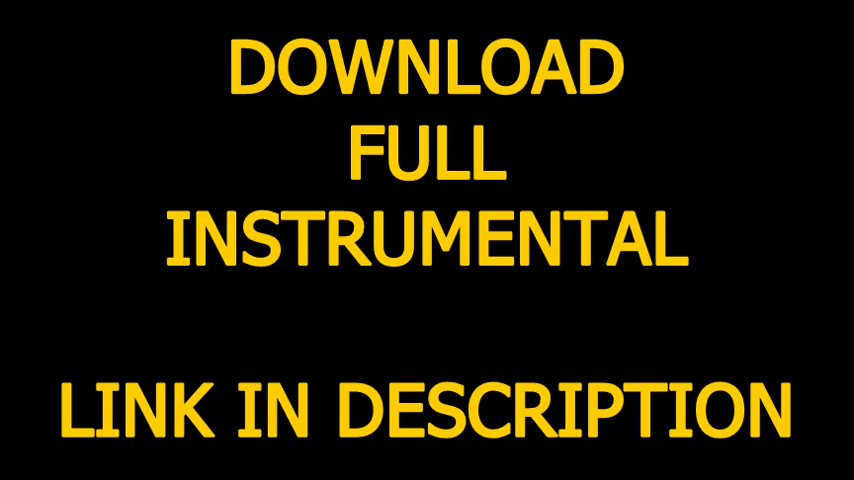 DOWNLOAD
FULL
INSTRUMENTAL
LINK IN DESCRIPTION